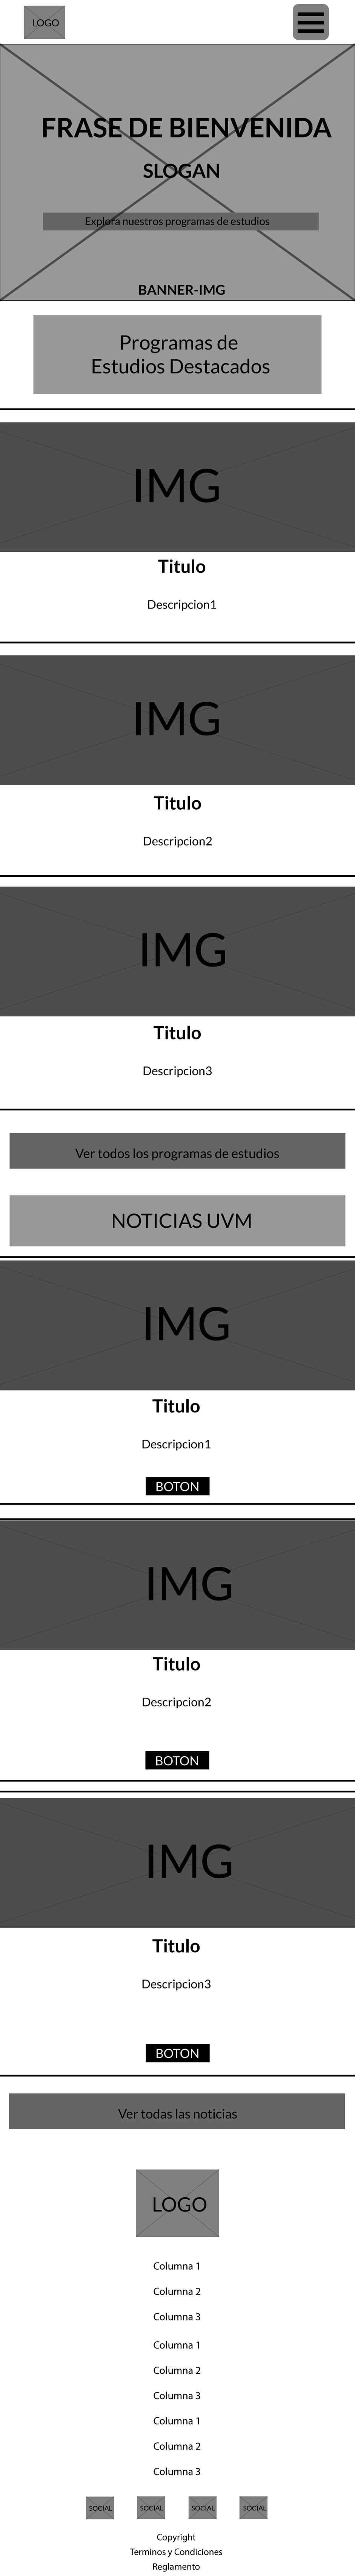 LOGO
FRASE DE BIENVENIDA
SLOGAN
Explora nuestros programas de estudios
BANNER-IMG
Programas de
Estudios Destacados
IMG
Titulo
Descripcion1
IMG
Titulo
Descripcion2
IMG
Titulo
Descripcion3
Ver todos los programas de estudios
NOTICIAS UVM
IMG
Titulo
Descripcion1
BOTON
IMG
Titulo
Descripcion2
BOTON
IMG
Titulo
Descripcion3
BOTON
Ver todas las noticias
LOGO
Columna 1
Columna 2
Columna 3
Columna 1
Columna 2
Columna 3
Columna 1
Columna 2
Columna 3
SOCIAL SOCIAL SOCIAL SOCIAL
Copyright
Terminos y Condiciones
Reglamento